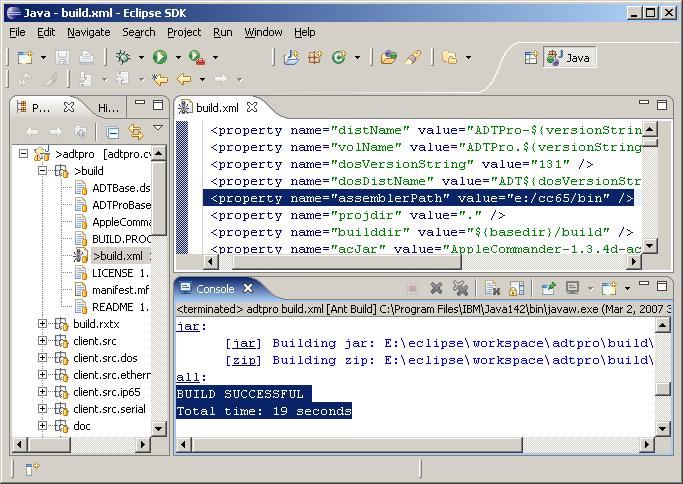 Java - build.xml - Eclipse SDK
File Edit Navigate Search Project Run Window Help
Java
P... Hi...
>adtpro [adtpro.cv
>build
ADTBase.ds
ADTProBase
AppleComma
BUILD.PROC
>build.xml 1
LICENSE 1.
manifest.mf
README 1.
build.rxtx
client.src
client.src.dos
client.src.ethern
client.src.ip65
client.src.serial
doc
build.xml
<property name="distName" value="ADTPro-${versionString
<property name="volName" value="ADTPro.${versionString
<property name="dosVersionString" value="131" />
<property name="dosDistName" value="ADT${dosVersionStr
<property name="assemblerPath" value="e:/cc65/bin" />
<property name="projdir" value="." />
<property name="builddir" value="${basedir}/build" />
<property name="acJar" value="AppleCommander-1.3.4d-ac
Console
<terminated> adtpro build.xml [Ant Build] C:\Program Files\IBM\Java142\bin\javaw.exe (Mar 2, 2007 3
jar:
[jar] Building jar: E:\eclipse\workspace\adtpro\build\
[zip] Building zip: E:\eclipse\workspace\adtpro\build\
all:
BUILD SUCCESSFUL
Total time: 19 seconds